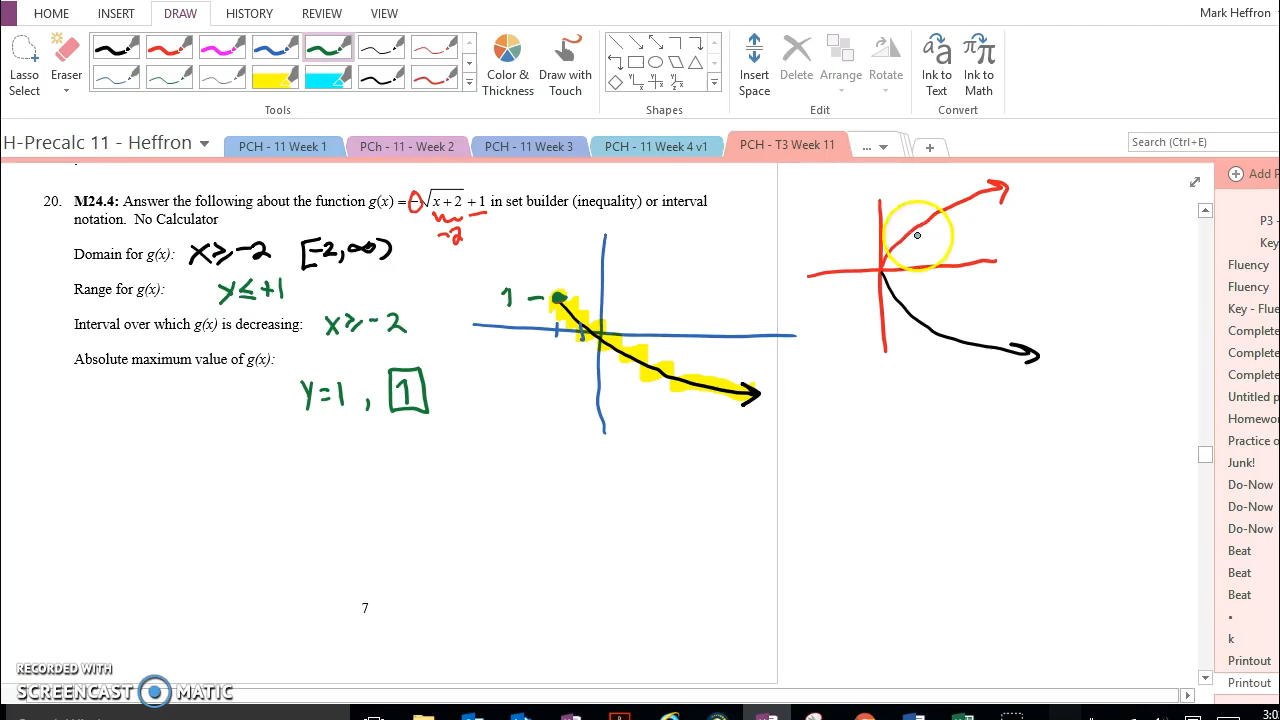 HOME INSERT DRAW HISTORY REVIEW VIEW Mark Heffron
Lasso Select
Eraser
Color & Thickness
Draw with Touch
Insert Space
Delete
Arrange
Rotate
Ink to Text
Ink to Math
Tools Shapes Edit Convert
H-Precalc 11 - Heffron PCH - 11 Week 1 PCh - 11 - Week 2 PCH - 11 Week 3 PCH - 11 Week 4 v1 PCH - T3 Week 11 ... Search (Ctrl+E)
20. M24.4: Answer the following about the function g(x) = −√x + 2 + 1 in set builder (inequality) or interval
notation. No Calculator
-2
Domain for g(x): x ≥ -2 [-2, ∞)
Range for g(x): y ≤ +1
Interval over which g(x) is decreasing: x ≥ -2
Absolute maximum value of g(x):
y = 1, 1
1
7
Add P
P3
Key
Fluency
Fluency
Key - Flue
Complete
Complete
Complete
Untitled p
Homewor
Practice o
Junk!
Do-Now
Do-Now
Do-Now
Beat
Beat
Beat
k
Printout
Printout
RECORDED WITH
SCREENCAST MATIC
3:0